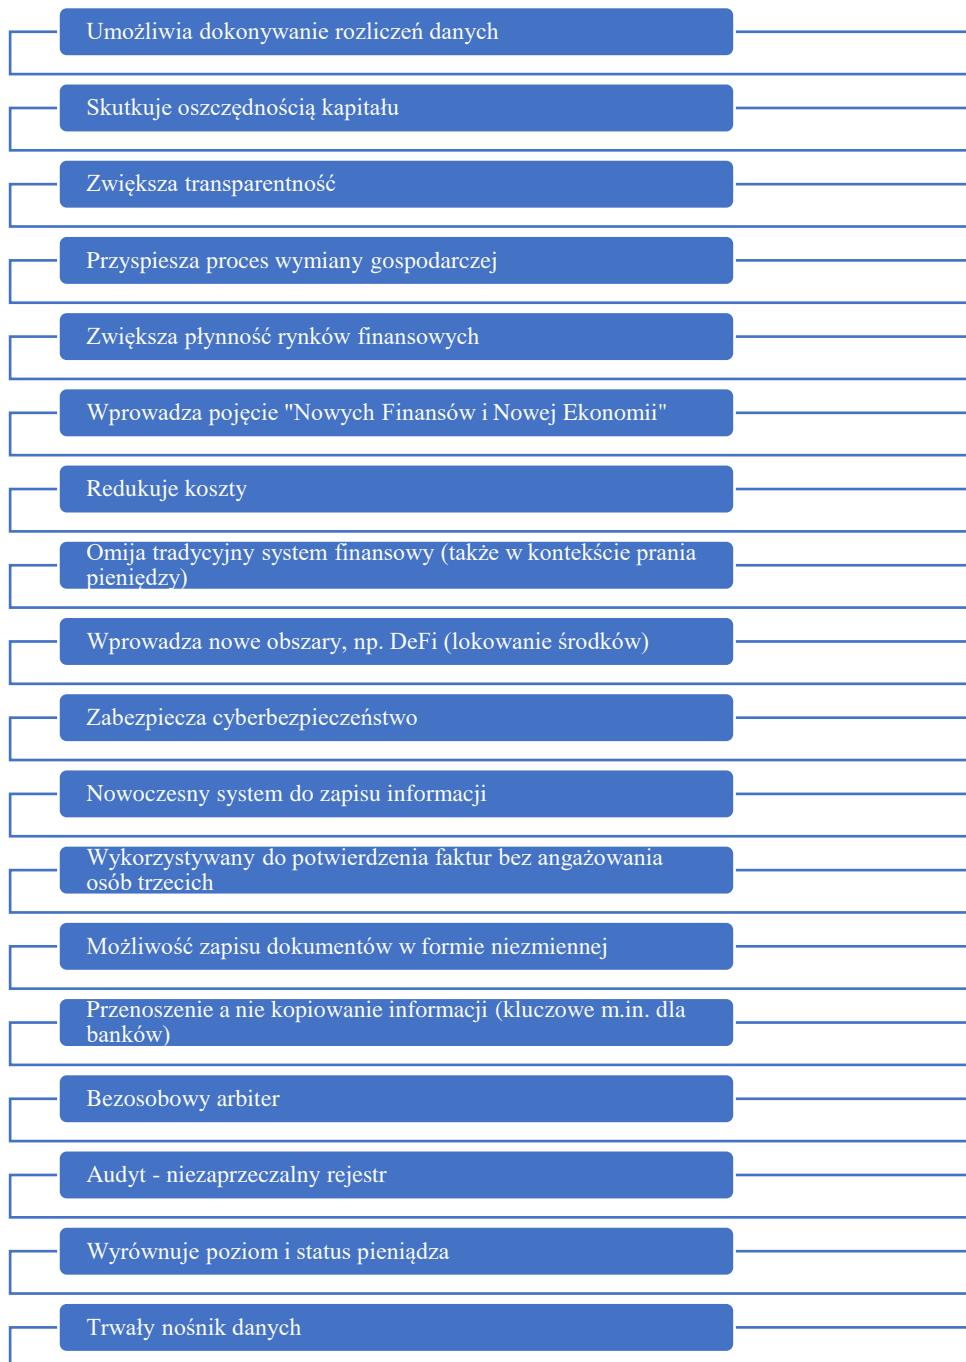 Umożliwia dokonywanie rozliczeń danych
Skutkuje oszczędnością kapitału
Zwiększa transparentność
Przyspiesza proces wymiany gospodarczej
Zwiększa płynność rynków finansowych
Wprowadza pojęcie "Nowych Finansów i Nowej Ekonomii"
Redukuje koszty
Omija tradycyjny system finansowy (także w kontekście prania
pieniędzy)
Wprowadza nowe obszary, np. DeFi (lokowanie środków)
Zabezpiecza cyberbezpieczeństwo
Nowoczesny system do zapisu informacji
Wykorzystywany do potwierdzenia faktur bez angażowania
osób trzecich
Możliwość zapisu dokumentów w formie niezmiennej
Przenoszenie a nie kopiowanie informacji (kluczowe m.in. dla
banków)
Bezosobowy arbiter
Audyt - niezaprzeczalny rejestr
Wyrównuje poziom i status pieniądza
Trwały nośnik danych